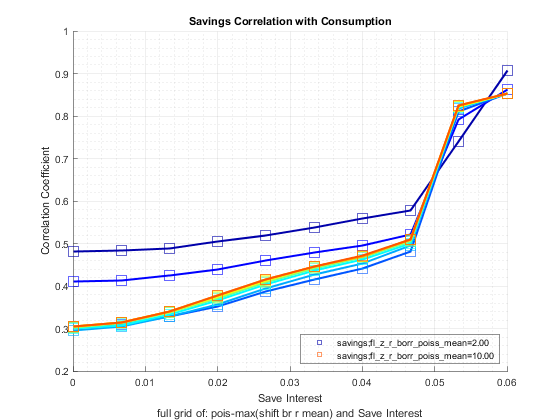 Savings Correlation with Consumption
1
0.9
0.8
0.7
0.6
0.5
0.4
0.3
0.2
Correlation Coefficient
savings:fl_z_r_borr_poiss_mean=2.00
savings:fl_z_r_borr_poiss_mean=10.00
0
0.01
0.02
0.03
0.04
0.05
0.06
Save Interest
full grid of: pois-max(shift br r mean) and Save Interest